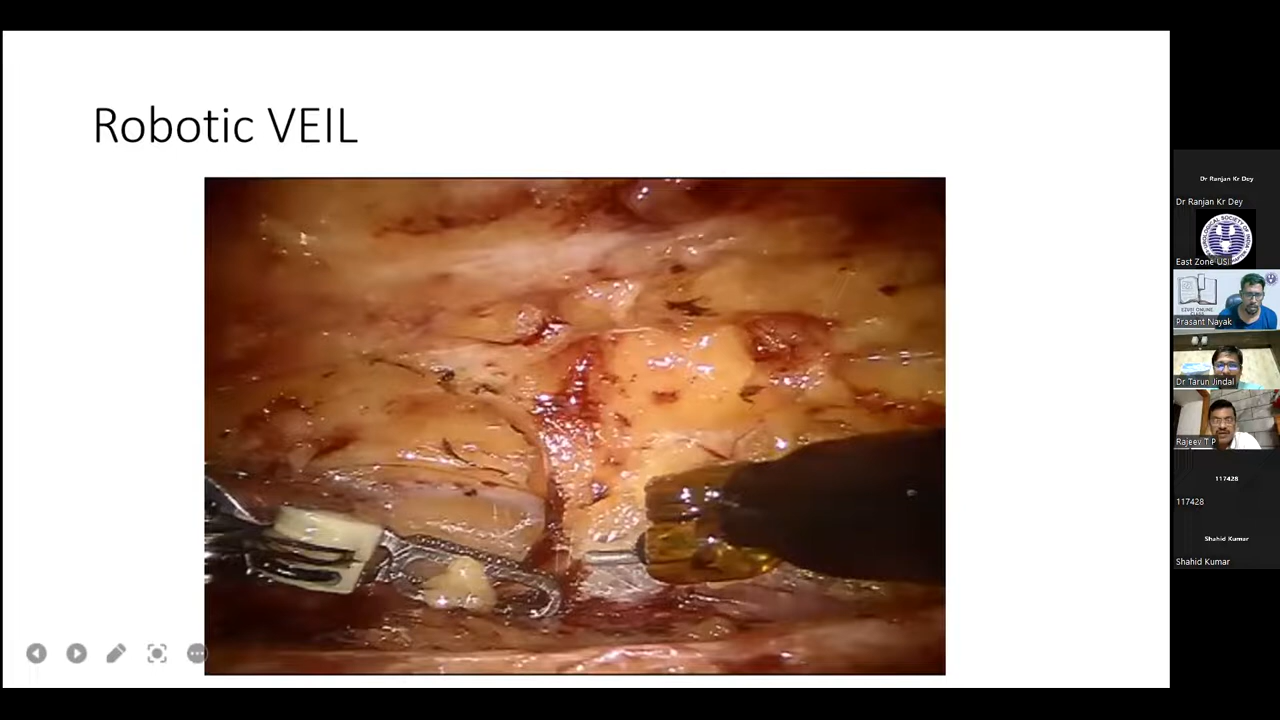 Robotic VEIL
Dr Ranjan Kr Dey
Dr Ranjan Kr Dey
East Zone USI
Prasant Nayak
Dr Tarun Jindal
Rajeev T P
117428
117428
Shahid Kumar
Shahid Kumar